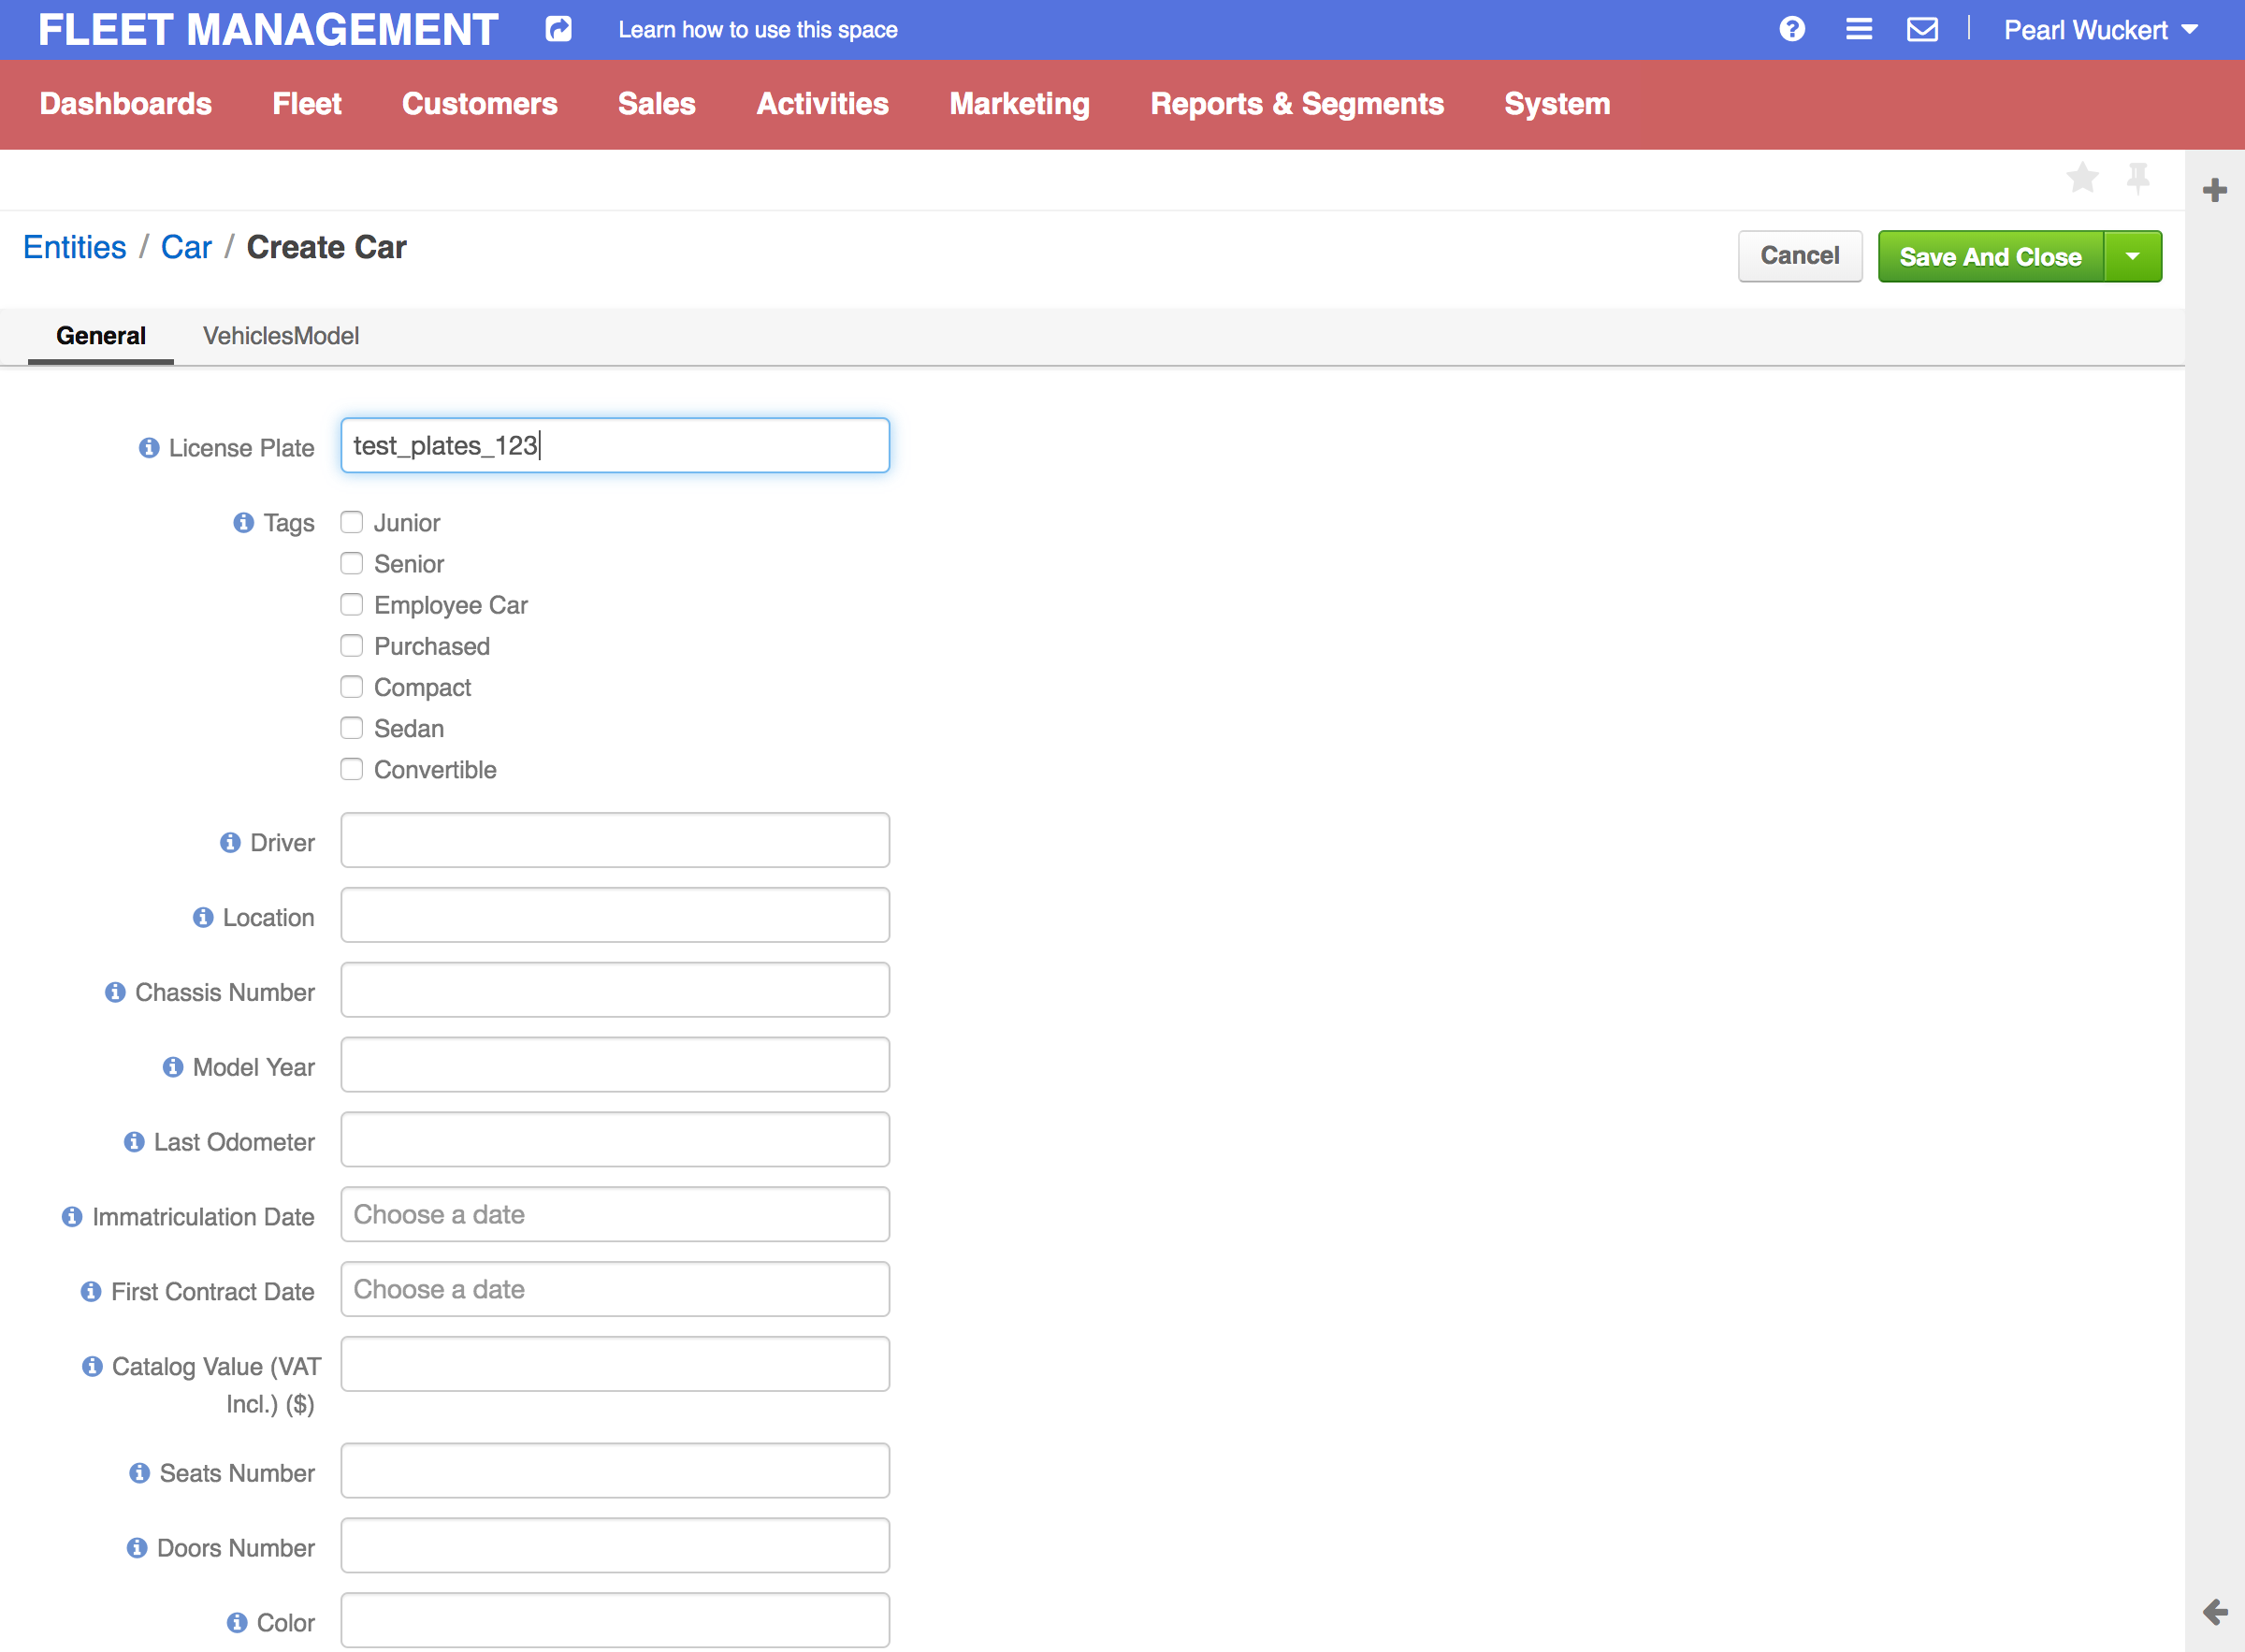 FLEET MANAGEMENT Learn how to use this space Pearl Wuckert
Dashboards Fleet Customers Sales Activities Marketing Reports & Segments System
Entities / Car / Create Car Cancel Save And Close
General VehiclesModel
License Plate test_plates_123
Tags Junior
Senior
Employee Car
Purchased
Compact
Sedan
Convertible
Driver
Location
Chassis Number
Model Year
Last Odometer
Immatriculation Date Choose a date
First Contract Date Choose a date
Catalog Value (VAT
Incl.) ($)
Seats Number
Doors Number
Color